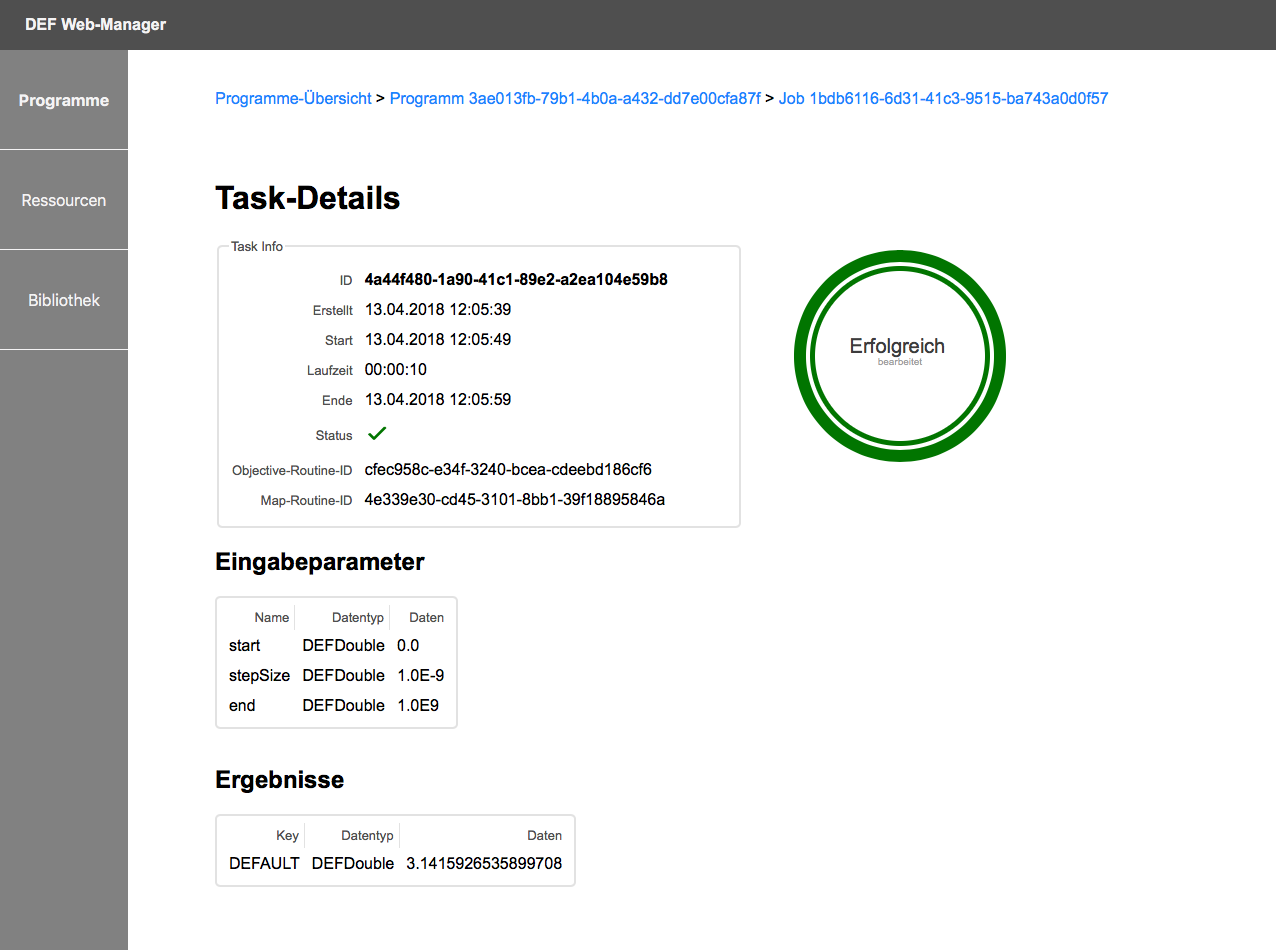 DEF Web-Manager
Programme
Ressourcen
Bibliothek
Programme-Übersicht > Programm 3ae013fb-79b1-4b0a-a432-dd7e00cfa87f > Job 1bdb6116-6d31-41c3-9515-ba743a0d0f57
Task-Details
Task Info
ID 4a44f480-1a90-41c1-89e2-a2ea104e59b8
Erstellt 13.04.2018 12:05:39
Start 13.04.2018 12:05:49
Laufzeit 00:00:10
Ende 13.04.2018 12:05:59
Status
Objective-Routine-ID cfec958c-e34f-3240-bcea-cdeebd186cf6
Map-Routine-ID 4e339e30-cd45-3101-8bb1-39f18895846a
Erfolgreich
bearbeitet
Eingabeparameter
Name Datentyp Daten
start DEFDouble 0.0
stepSize DEFDouble 1.0E-9
end DEFDouble 1.0E9
Ergebnisse
Key Datentyp Daten
DEFAULT DEFDouble 3.1415926535899708